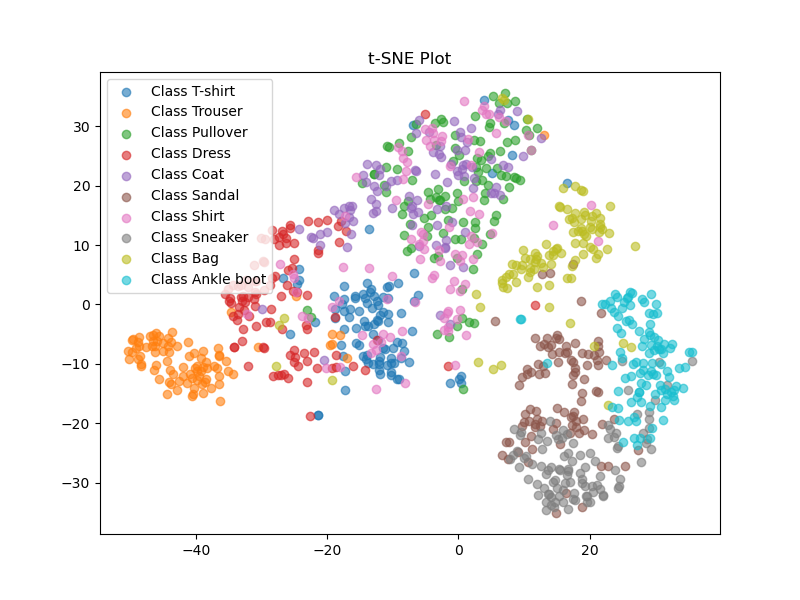 t-SNE Plot
Class T-shirt
Class Trouser
Class Pullover
Class Dress
Class Coat
Class Sandal
Class Shirt
Class Sneaker
Class Bag
Class Ankle boot
30
20
10
0
−10
−20
−30
−40 −20 0 20